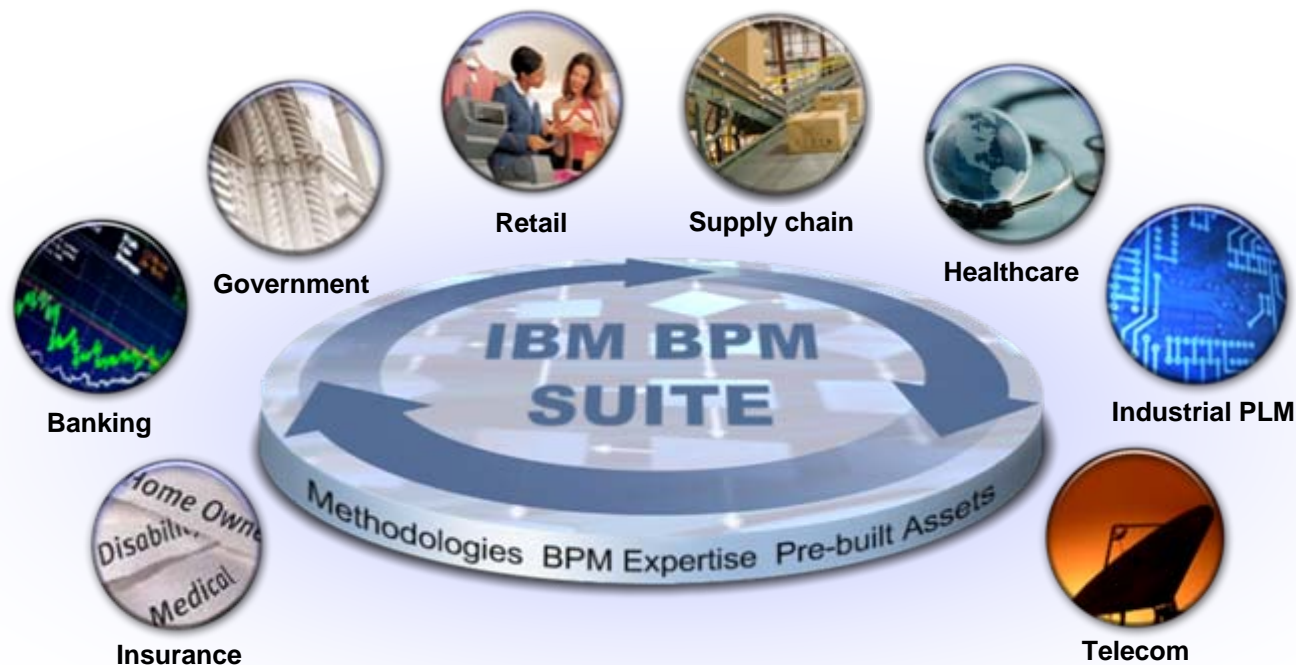 Retail
Supply chain
Government
Healthcare
Banking
Industrial PLM
Insurance
Telecom
IBM BPM
SUITE
Methodologies BPM Expertise Pre-built Assets
Home Owne
Disabili
Medical